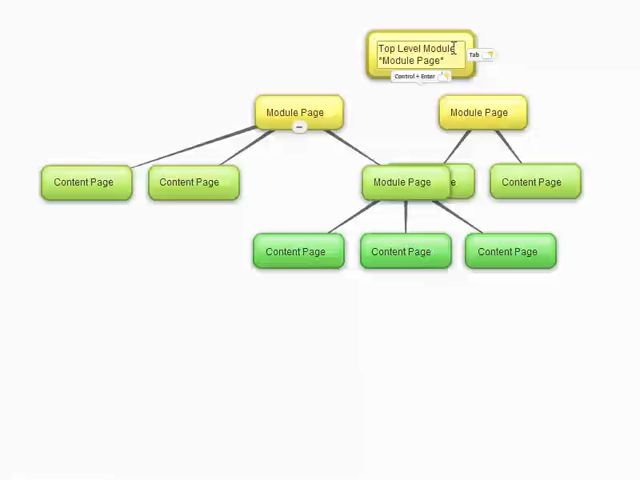 Top Level Module
*Module Page*
Tab
Control + Enter
Module Page
Module Page
Content Page
Content Page
Module Page
Content Page
Content Page
Content Page
Content Page